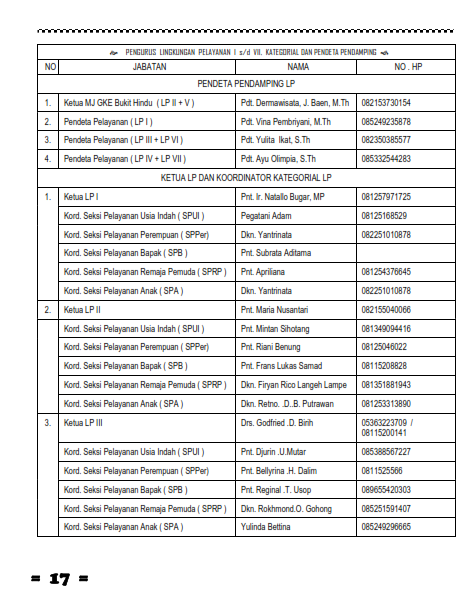 PENGURUS LINGKUNGAN PELAYANAN I s/d VII. KATEGORIAL DAN PENDETA PENDAMPING
NO JABATAN NAMA NO . HP
PENDETA PENDAMPING LP
1. Ketua MJ GKE Bukit Hindu ( LP II + V ) Pdt. Dermawisata, J. Baen, M.Th 082153730154
2. Pendeta Pelayanan ( LP I ) Pdt. Vina Pembriyani, M.Th 085249235878
3. Pendeta Pelayanan ( LP III + LP VI ) Pdt. Yulita Ikat, S.Th 082350385577
4. Pendeta Pelayanan ( LP IV + LP VII ) Pdt. Ayu Olimpia, S.Th 085332544283
KETUA LP DAN KOORDINATOR KATEGORIAL LP
1. Ketua LP I Pnt. Ir. Natallo Bugar, MP 081257971725
Kord. Seksi Pelayanan Usia Indah ( SPUI ) Pegatani Adam 08125168529
Kord. Seksi Pelayanan Perempuan ( SPPer) Dkn. Yantrinata 082251010878
Kord. Seksi Pelayanan Bapak ( SPB ) Pnt. Subrata Aditama
Kord. Seksi Pelayanan Remaja Pemuda ( SPRP ) Pnt. Apriliana 081254376645
Kord. Seksi Pelayanan Anak ( SPA ) Dkn. Yantrinata 082251010878
2. Ketua LP II Pnt. Maria Nusantari 082155040066
Kord. Seksi Pelayanan Usia Indah ( SPUI ) Pnt. Mintan Sihotang 081349094416
Kord. Seksi Pelayanan Perempuan ( SPPer) Pnt. Riani Benung 08125046022
Kord. Seksi Pelayanan Bapak ( SPB ) Pnt. Frans Lukas Samad 08115208828
Kord. Seksi Pelayanan Remaja Pemuda ( SPRP ) Dkn. Firyan Rico Langeh Lampe 081351881943
Kord. Seksi Pelayanan Anak ( SPA ) Dkn. Retno. .D..B. Putrawan 081253313890
3. Ketua LP III Drs. Godfried .D. Birih 05363223709 /
08115200141
Kord. Seksi Pelayanan Usia Indah ( SPUI ) Pnt. Djurin .U.Mutar 085388567227
Kord. Seksi Pelayanan Perempuan ( SPPer) Pnt. Bellyrina .H. Dalim 0811525566
Kord. Seksi Pelayanan Bapak ( SPB ) Pnt. Reginal .T. Usop 089655420303
Kord. Seksi Pelayanan Remaja Pemuda ( SPRP ) Dkn. Rokhmond.O. Gohong 085251591407
Kord. Seksi Pelayanan Anak ( SPA ) Yulinda Bettina 085249296665
= 17 =